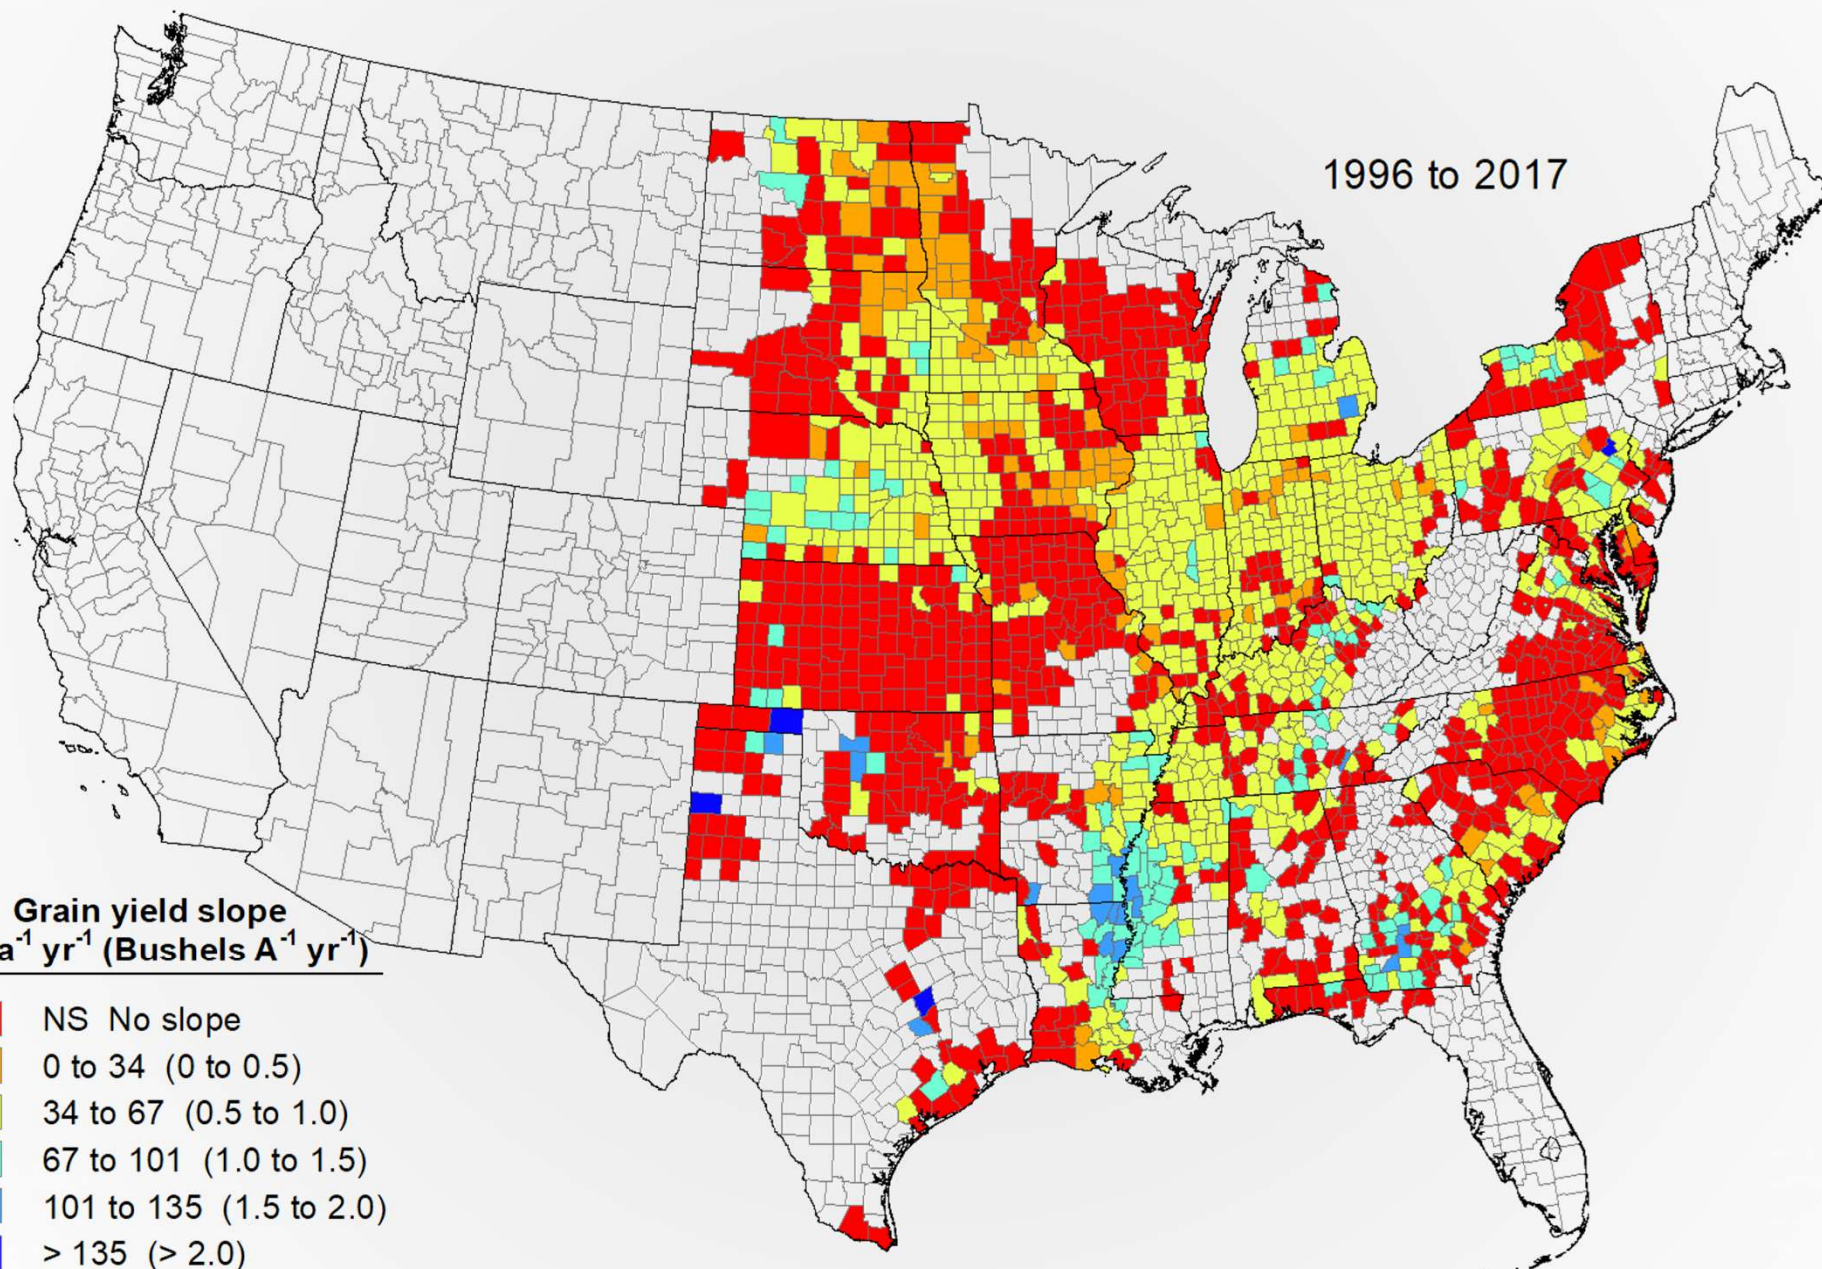 1996 to 2017
Grain yield slope
a⁻¹ yr⁻¹ (Bushels A⁻¹ yr⁻¹)
NS No slope
0 to 34 (0 to 0.5)
34 to 67 (0.5 to 1.0)
67 to 101 (1.0 to 1.5)
101 to 135 (1.5 to 2.0)
> 135 (> 2.0)